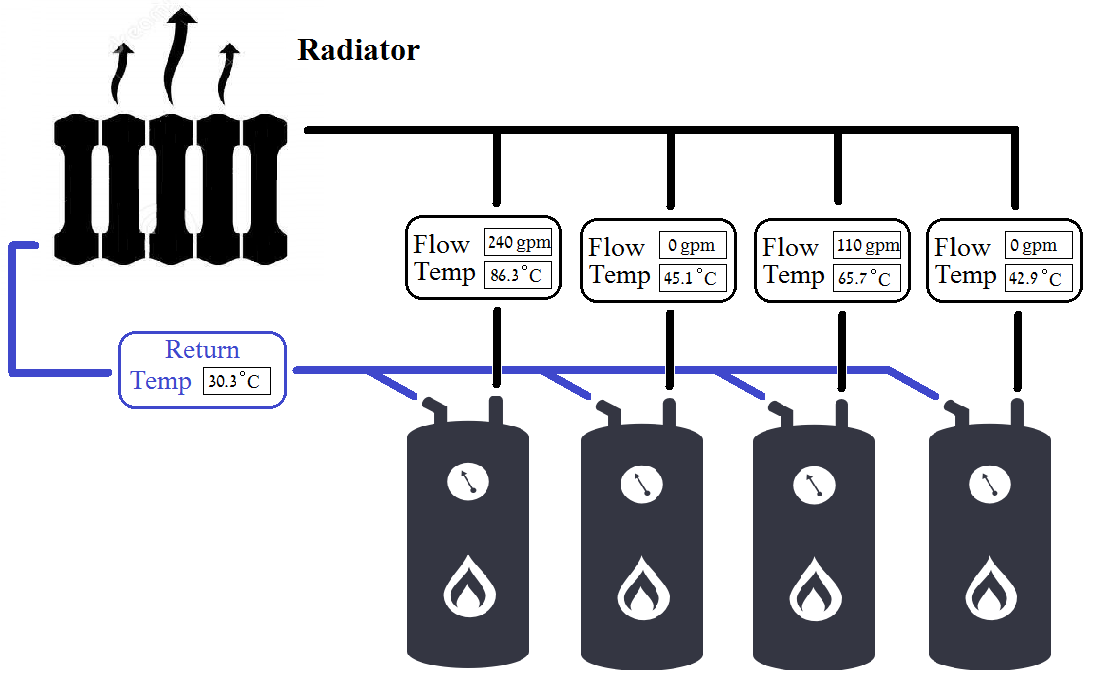 Radiator
Flow 240 gpm
Temp 86.3°C
Flow 0 gpm
Temp 45.1°C
Flow 110 gpm
Temp 65.7°C
Flow 0 gpm
Temp 42.9°C
Return
Temp 30.3°C